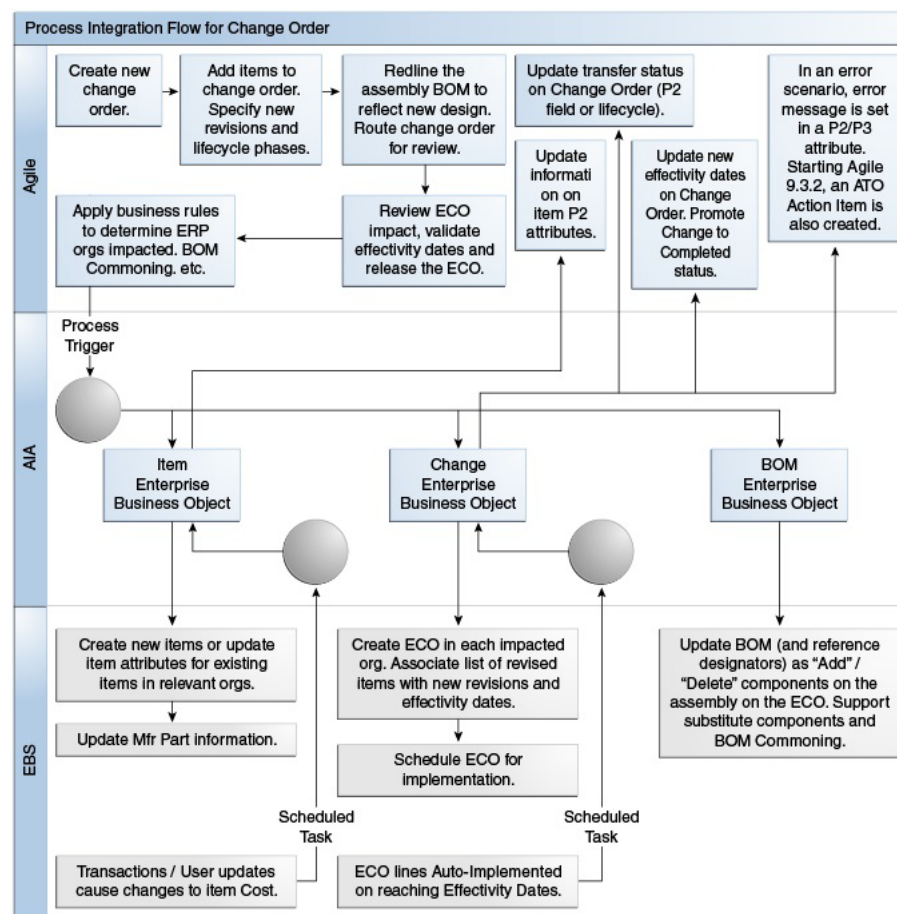 Process Integration Flow for Change Order
Agile
Create new
change
order.
Add items to
change order.
Specify new
revisions and
lifecycle phases.
Redline the
assembly BOM to
reflect new design.
Route change order
for review.
Update transfer status
on Change Order (P2
field or lifecycle).
In an error
scenario, error
message is set
in a P2/P3
attribute.
Starting Agile
9.3.2, an ATO
Action Item is
also created.
Update
informati
on on
item P2
attributes.
Update new
effectivity dates
on Change
Order. Promote
Change to
Completed
status.
Apply business rules
to determine ERP
orgs impacted. BOM
Commoning. etc.
Review ECO
impact, validate
effectivity dates and
release the ECO.
AIA
Process
Trigger
Item
Enterprise
Business Object
Change
Enterprise
Business Object
BOM
Enterprise
Business Object
EBS
Create new items or update
item attributes for existing
items in relevant orgs.
Update Mfr Part information.
Create ECO in each impacted
org. Associate list of revised
items with new revisions and
effectivity dates.
Schedule ECO for
implementation.
Update BOM (and reference
designators) as “Add” /
“Delete” components on the
assembly on the ECO. Support
substitute components and
BOM Commoning.
Scheduled
Task
Scheduled
Task
Transactions / User updates
cause changes to item Cost.
ECO lines Auto-Implemented
on reaching Effectivity Dates.